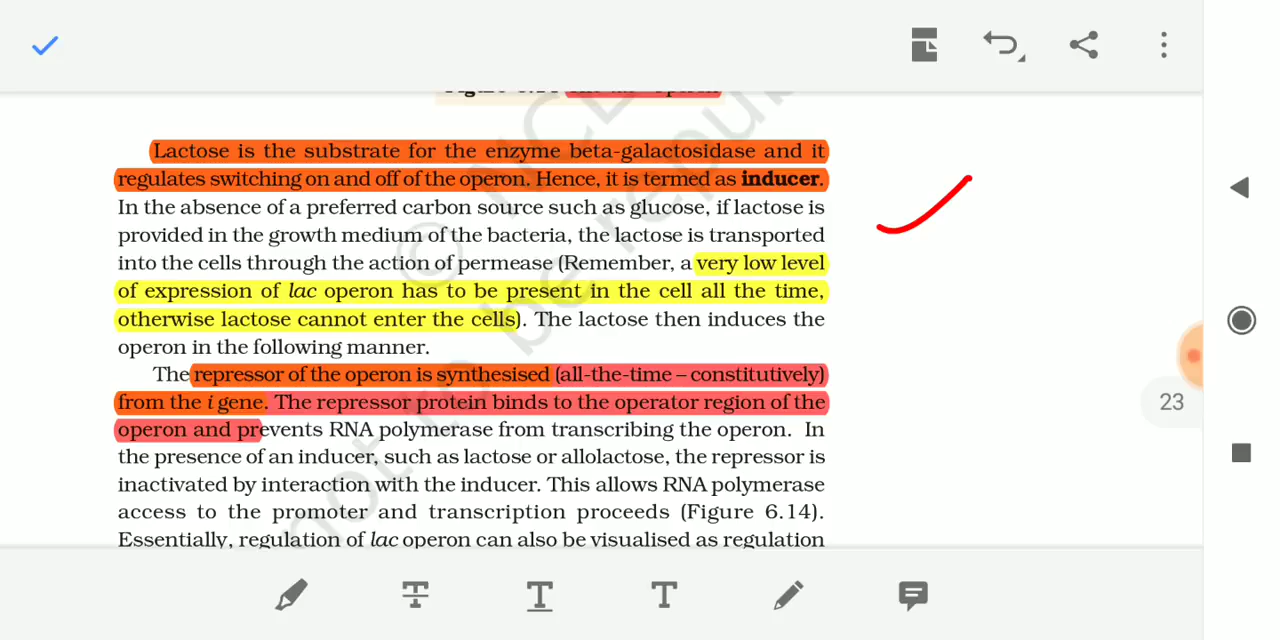 Lactose is the substrate for the enzyme beta-galactosidase and it
regulates switching on and off of the operon. Hence, it is termed as inducer.
In the absence of a preferred carbon source such as glucose, if lactose is
provided in the growth medium of the bacteria, the lactose is transported
into the cells through the action of permease (Remember, a very low level
of expression of lac operon has to be present in the cell all the time,
otherwise lactose cannot enter the cells). The lactose then induces the
operon in the following manner.
The repressor of the operon is synthesised (all-the-time – constitutively)
from the i gene. The repressor protein binds to the operator region of the
operon and prevents RNA polymerase from transcribing the operon. In
the presence of an inducer, such as lactose or allolactose, the repressor is
inactivated by interaction with the inducer. This allows RNA polymerase
access to the promoter and transcription proceeds (Figure 6.14).
Essentially, regulation of lac operon can also be visualised as regulation
23
not to be republ